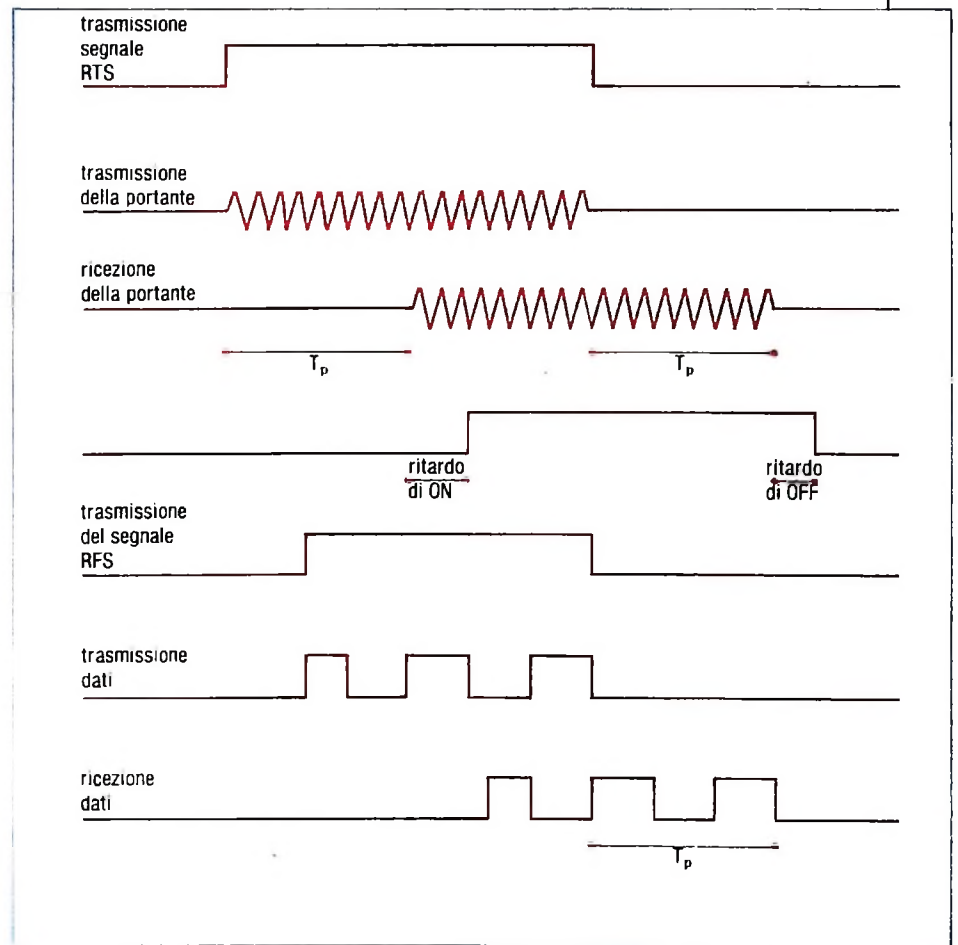 trasmissione
segnale
RTS
trasmissione
della portante
ricezione
della portante
Tp
Tp
ritardo
di ON
ritardo
di OFF
trasmissione
del segnale
RFS
trasmissione
dati
ricezione
dati
Tp